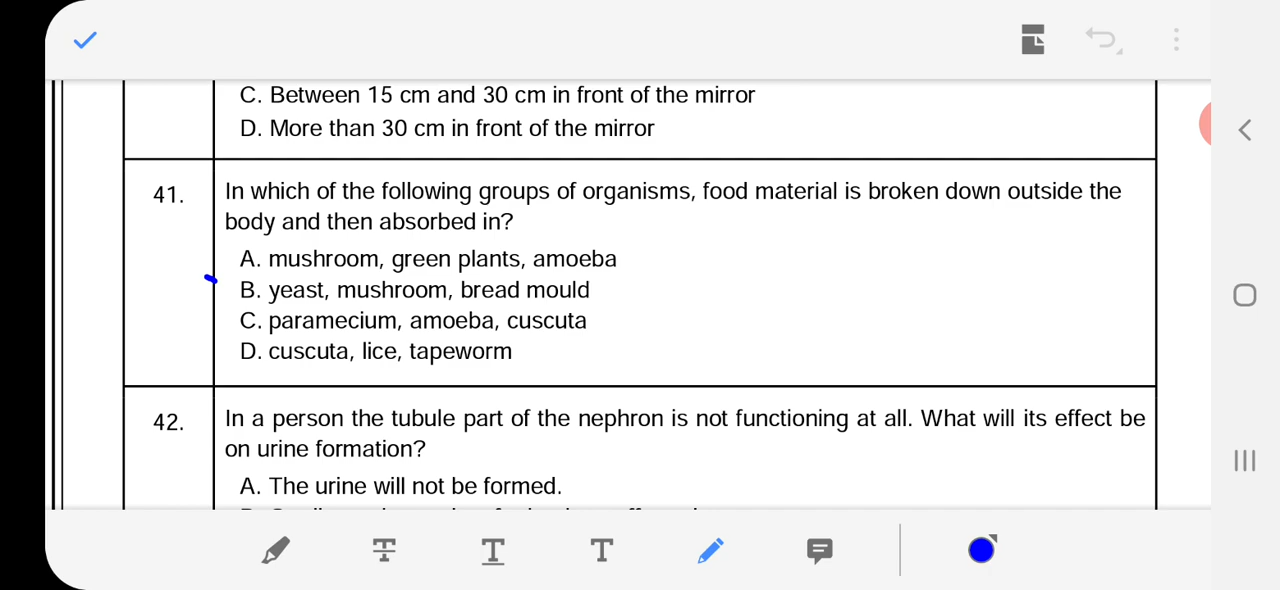 C. Between 15 cm and 30 cm in front of the mirror
D. More than 30 cm in front of the mirror
41.
In which of the following groups of organisms, food material is broken down outside the
body and then absorbed in?
A. mushroom, green plants, amoeba
B. yeast, mushroom, bread mould
C. paramecium, amoeba, cuscuta
D. cuscuta, lice, tapeworm
42.
In a person the tubule part of the nephron is not functioning at all. What will its effect be
on urine formation?
A. The urine will not be formed.